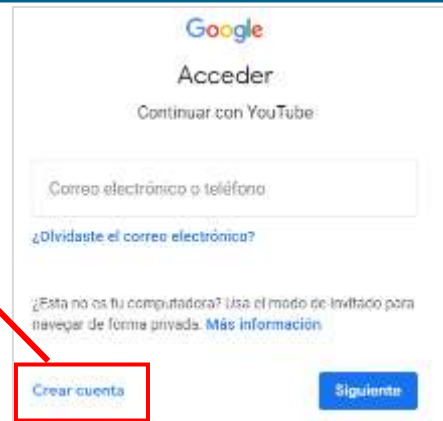 Google
Acceder
Continuar con YouTube
Correo electrónico o teléfono
¿Olvidaste el correo electrónico?
¿Esta no es tu computadora? Usa el modo de invitado para
navegar de forma privada. Más información
Crear cuenta
Siguiente